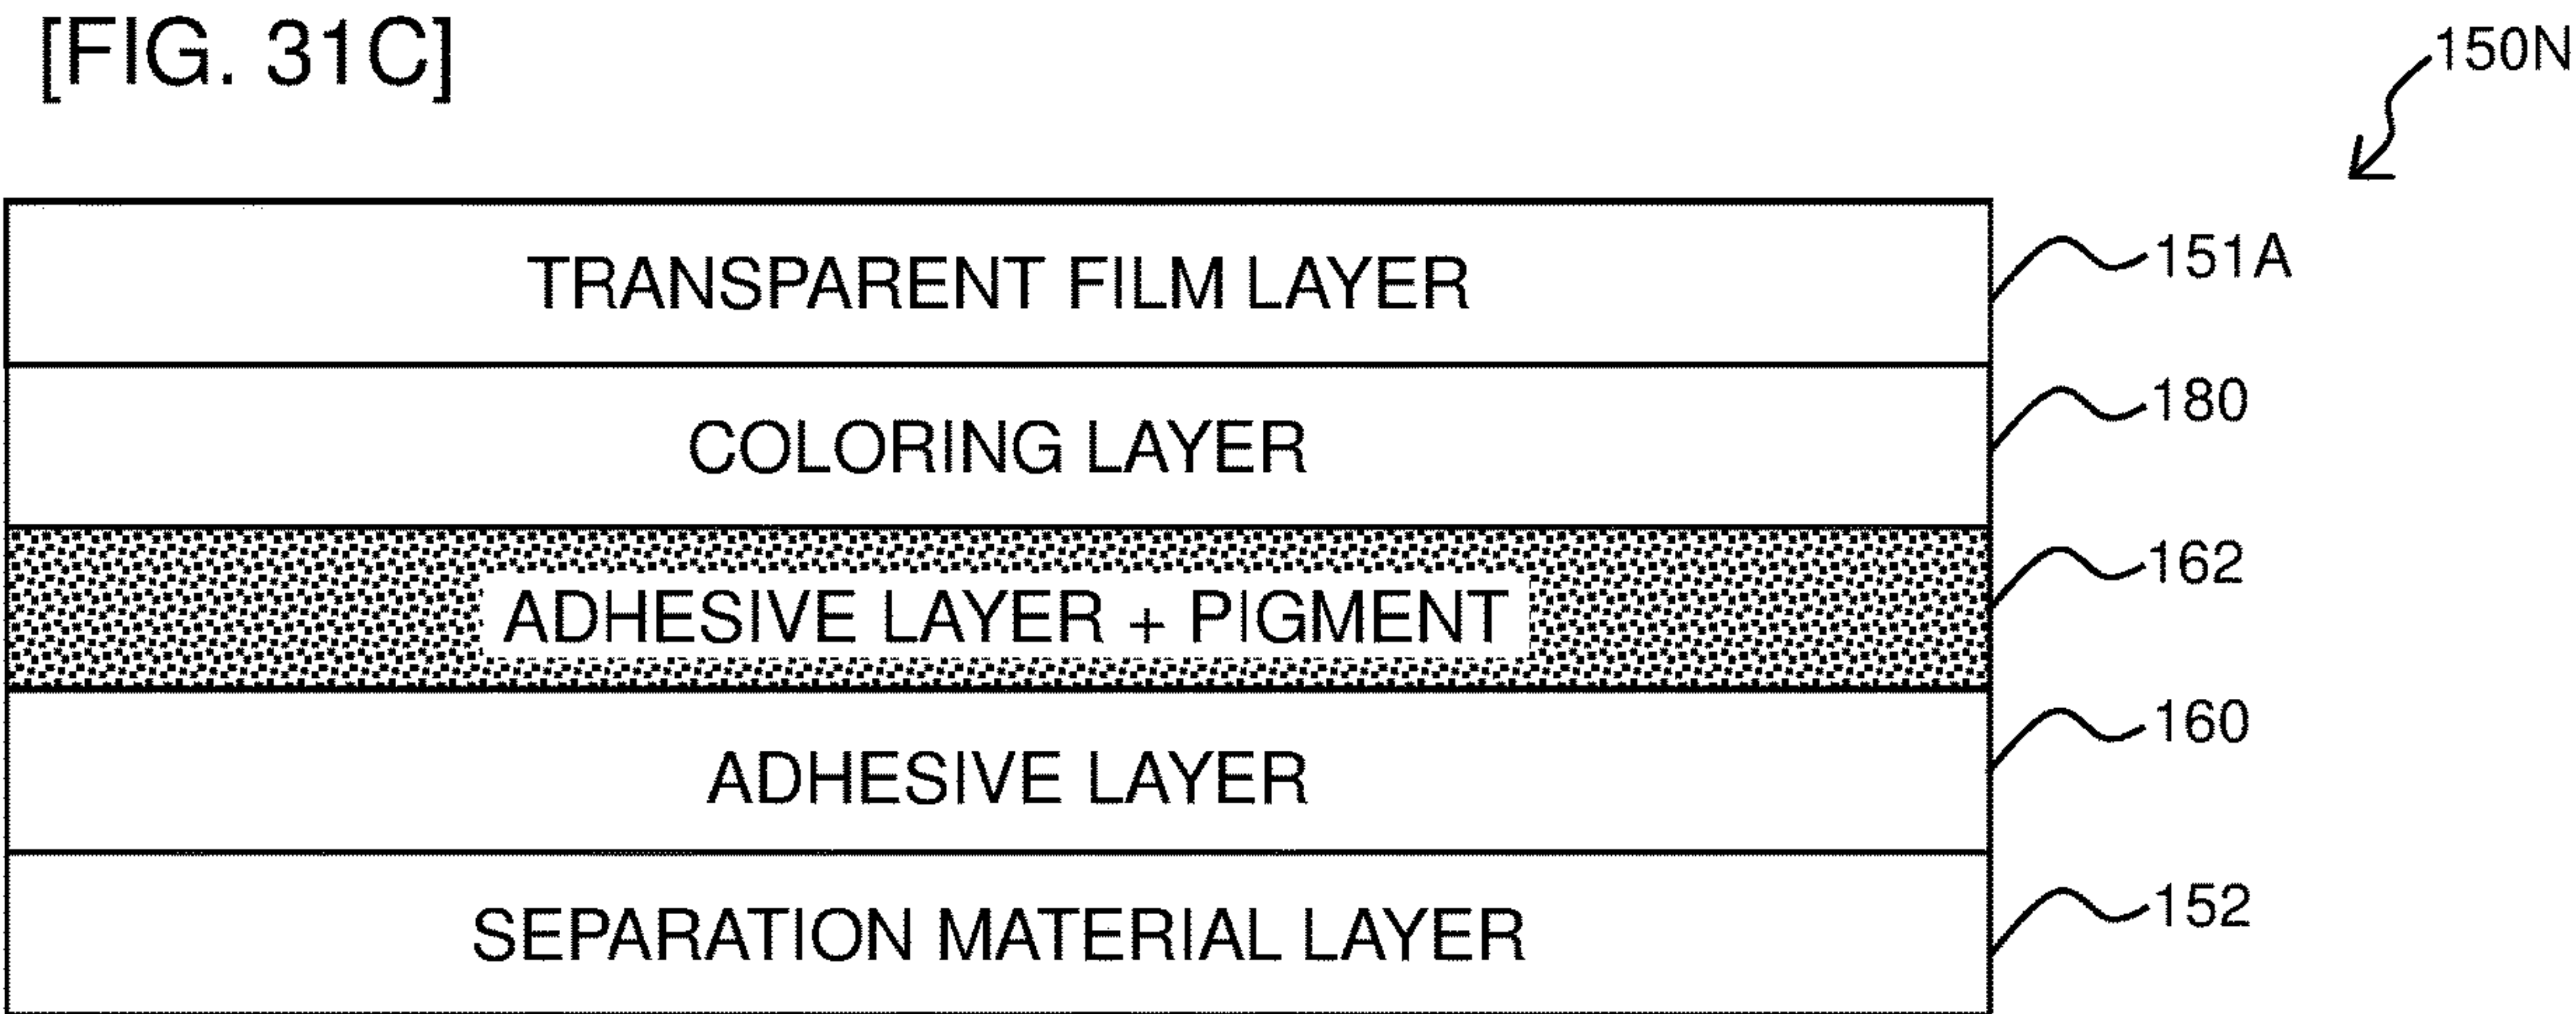 [FIG. 31C]
150N
TRANSPARENT FILM LAYER 151A
COLORING LAYER 180
ADHESIVE LAYER + PIGMENT 162
ADHESIVE LAYER 160
SEPARATION MATERIAL LAYER 152